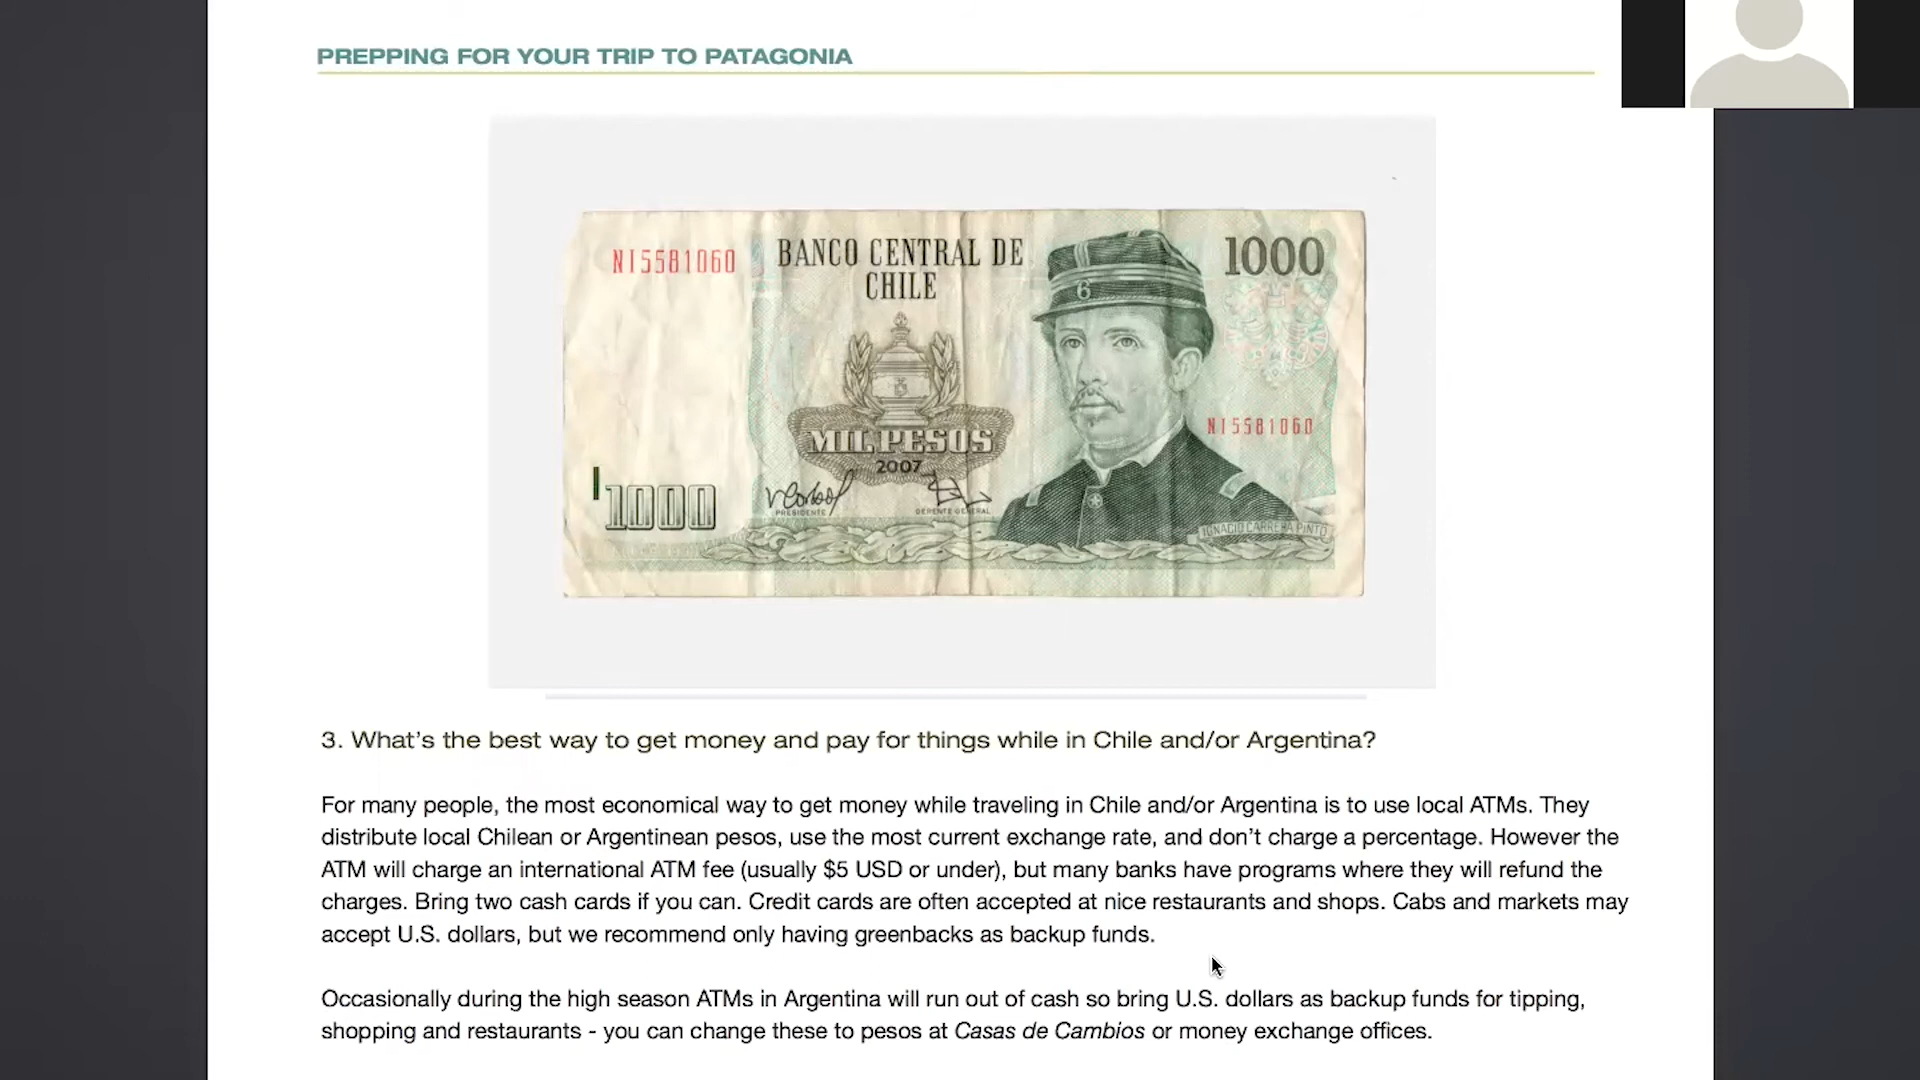 PREPPING FOR YOUR TRIP TO PATAGONIA
NI5581060
BANCO CENTRAL DE
CHILE
1000
6
NI5581060
MIL PESOS
2007
1000
PRESIDENTE
GERENTE GENERAL
IGNACIO CARRERA PINTO
3. What's the best way to get money and pay for things while in Chile and/or Argentina?
For many people, the most economical way to get money while traveling in Chile and/or Argentina is to use local ATMs. They
distribute local Chilean or Argentinean pesos, use the most current exchange rate, and don't charge a percentage. However the
ATM will charge an international ATM fee (usually $5 USD or under), but many banks have programs where they will refund the
charges. Bring two cash cards if you can. Credit cards are often accepted at nice restaurants and shops. Cabs and markets may
accept U.S. dollars, but we recommend only having greenbacks as backup funds.
Occasionally during the high season ATMs in Argentina will run out of cash so bring U.S. dollars as backup funds for tipping,
shopping and restaurants - you can change these to pesos at Casas de Cambios or money exchange offices.